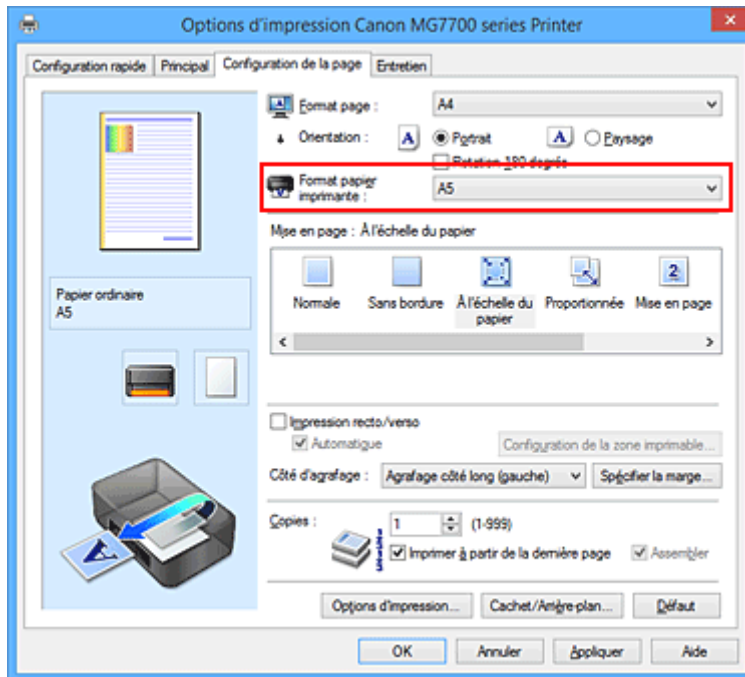 Options d'impression Canon MG7700 series Printer
Configuration rapide
Principal
Configuration de la page
Entretien
Format page :
A4
Orientation :
A
Portrait
A
Paysage
Rotation 180 degrés
Format papier
imprimante :
A5
Mise en page : À l'échelle du papier
2
Normale
Sans bordure
À l'échelle du
papier
Proportionnée
Mise en page
Papier ordinaire
A5
Impression recto/verso
Automatique
Configuration de la zone imprimable...
Côté d'agrafage :
Agrafage côté long (gauche)
Spécifier la marge...
Copies :
1
(1-999)
Imprimer à partir de la dernière page
Assembler
A
Options d'impression...
Cachet/Arrière-plan...
Défaut
OK
Annuler
Appliquer
Aide